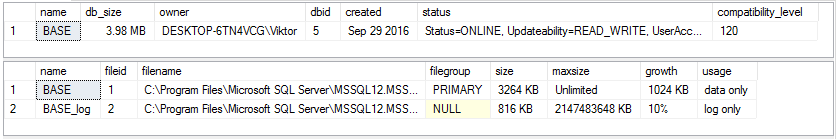 name db_size owner dbid created status compatibility_level
1 BASE 3.98 MB DESKTOP-6TN4VCG\Viktor 5 Sep 29 2016 Status=ONLINE, Updateability=READ_WRITE, UserAcc... 120
name fileid filename filegroup size maxsize growth usage
1 BASE 1 C:\Program Files\Microsoft SQL Server\MSSQL12.MSS... PRIMARY 3264 KB Unlimited 1024 KB data only
2 BASE_log 2 C:\Program Files\Microsoft SQL Server\MSSQL12.MSS... NULL 816 KB 2147483648 KB 10% log only